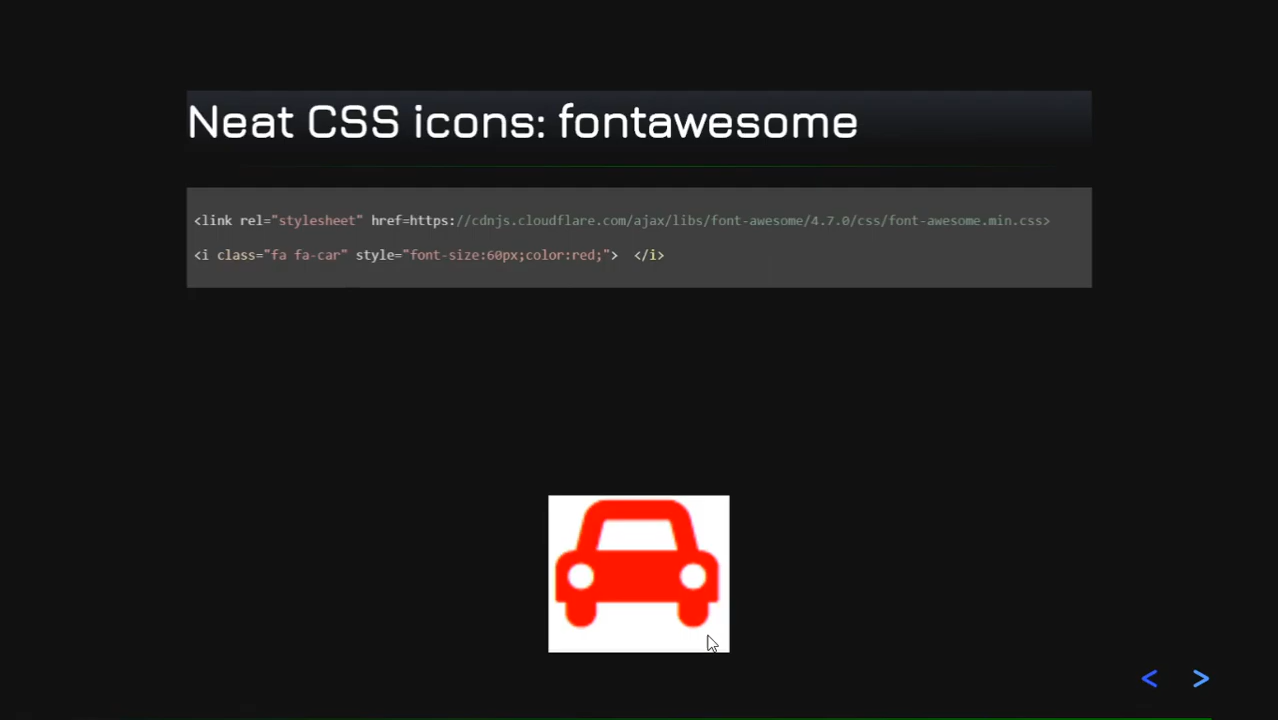 Neat CSS icons: fontawesome
<link rel="stylesheet" href=https://cdnjs.cloudflare.com/ajax/libs/font-awesome/4.7.0/css/font-awesome.min.css>
<i class="fa fa-car" style="font-size:60px;color:red;">  </i>
< >